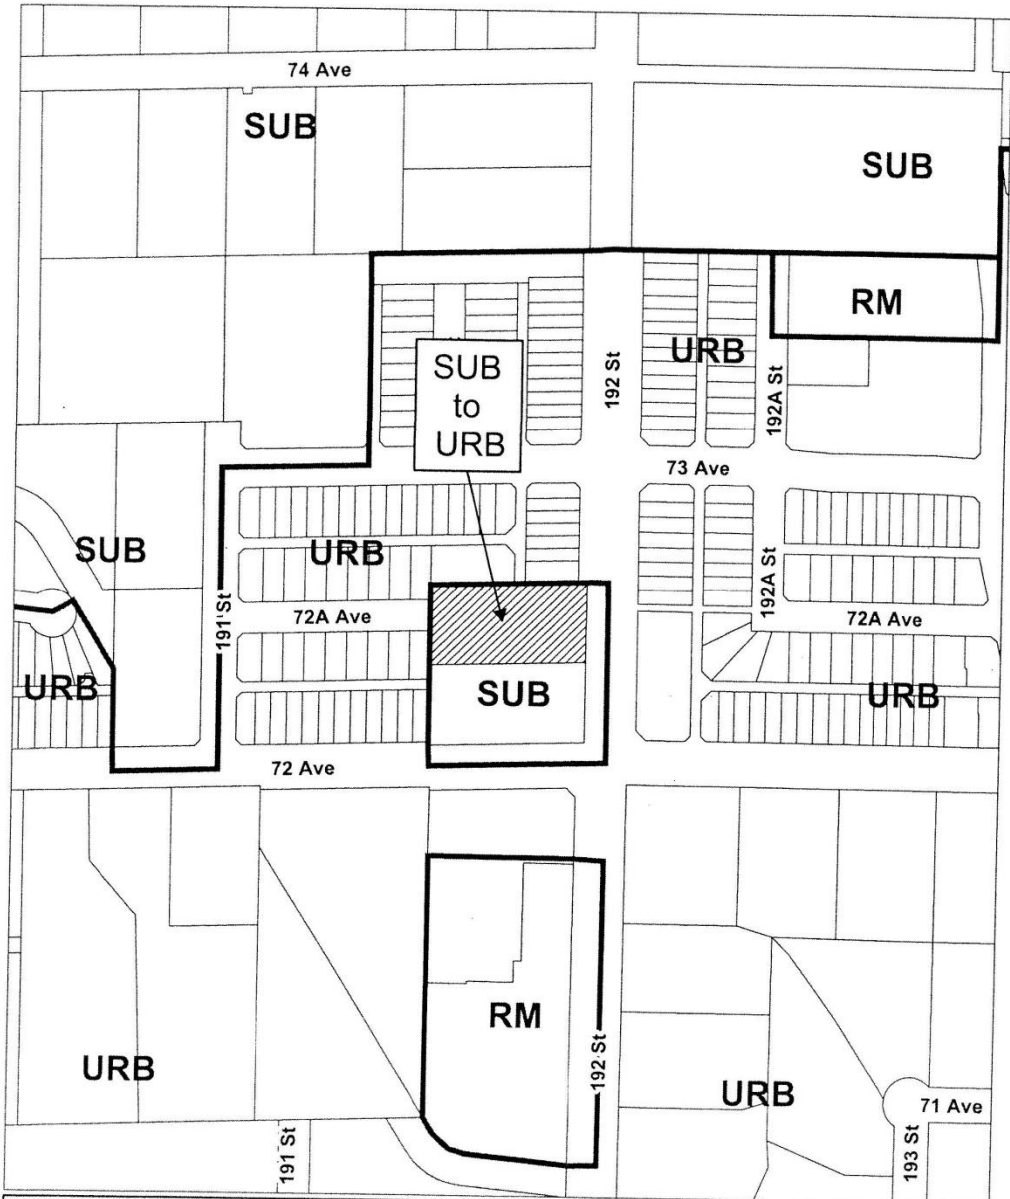 74 Ave
SUB
SUB
RM
URB
SUB
to
URB
192 St
192A St
73 Ave
SUB
URB
191 St
72A Ave
192A St
72A Ave
URB
SUB
URB
72 Ave
RM
192 St
URB
URB
71 Ave
191 St
193 St